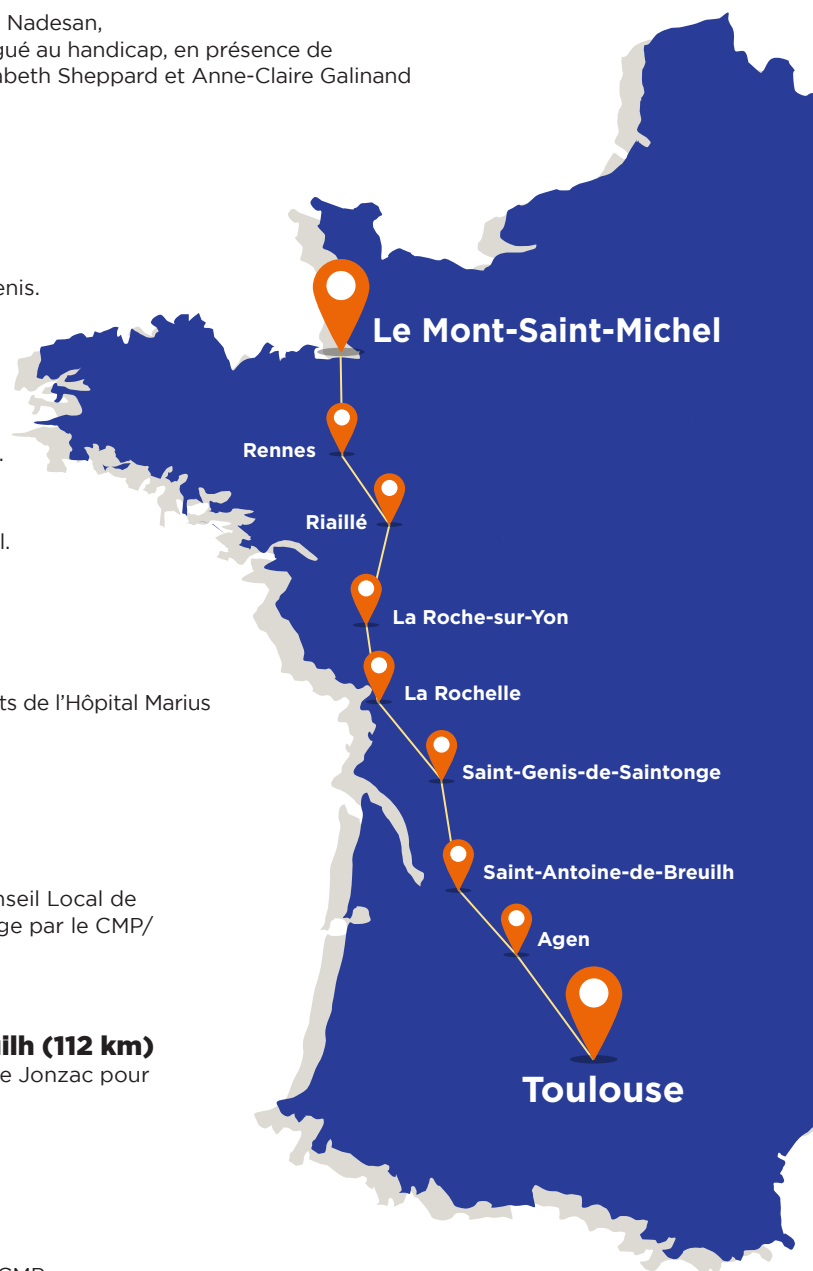 Nadesan,
gué au handicap, en présence de
abeth Sheppard et Anne-Claire Galinand
enis.
Le Mont-Saint-Michel
Rennes
Riaillé
l.
La Roche-sur-Yon
La Rochelle
ts de l’Hôpital Marius
Saint-Genis-de-Saintonge
Saint-Antoine-de-Breuilh
nseil Local de
ge par le CMP/
Agen
ilh (112 km)
e Jonzac pour
Toulouse